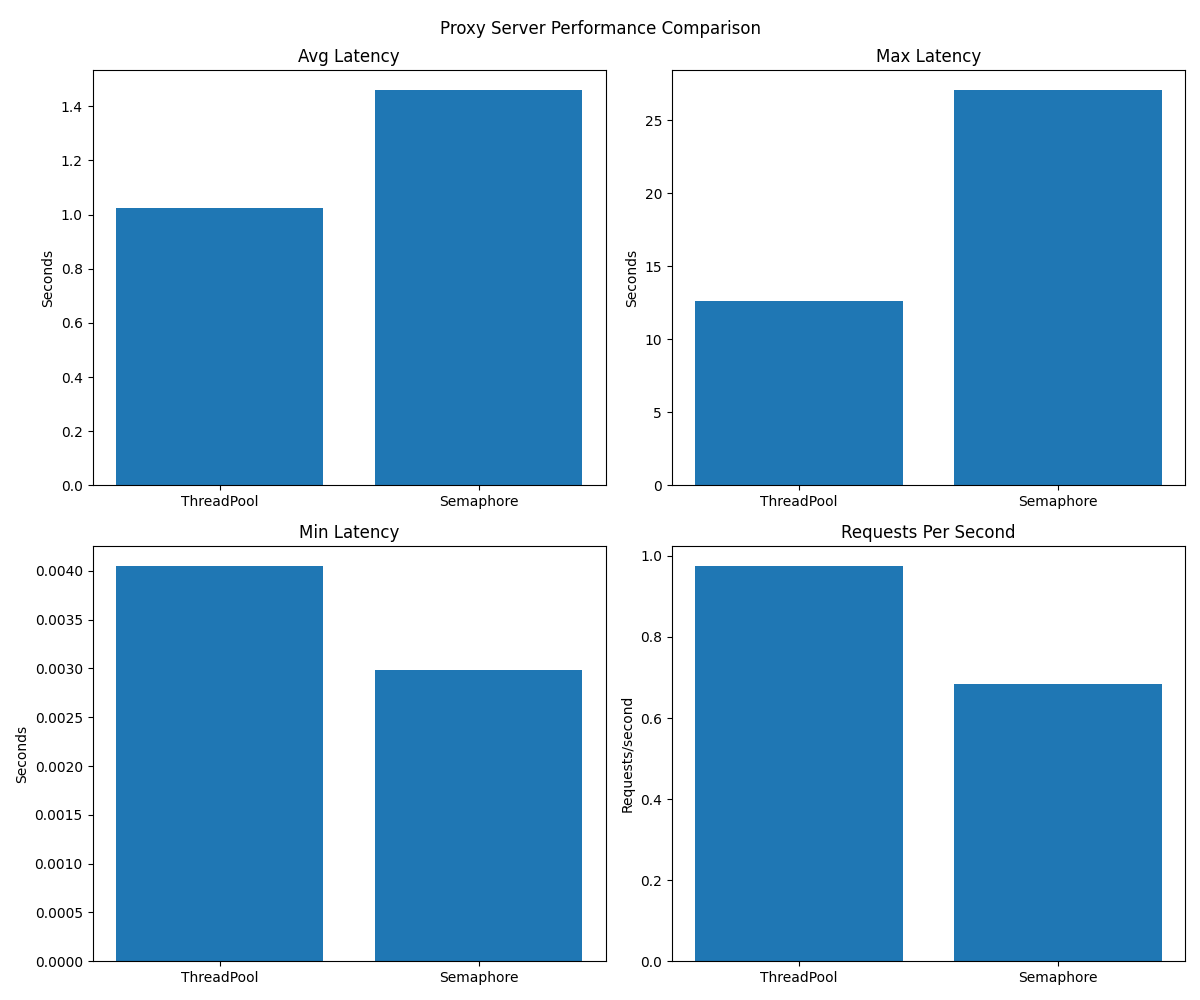 Proxy Server Performance Comparison
Avg Latency
Seconds
1.4
1.2
1.0
0.8
0.6
0.4
0.2
0.0
ThreadPool Semaphore
Max Latency
Seconds
25
20
15
10
5
0
ThreadPool Semaphore
Min Latency
Seconds
0.0040
0.0035
0.0030
0.0025
0.0020
0.0015
0.0010
0.0005
0.0000
ThreadPool Semaphore
Requests Per Second
Requests/second
1.0
0.8
0.6
0.4
0.2
0.0
ThreadPool Semaphore